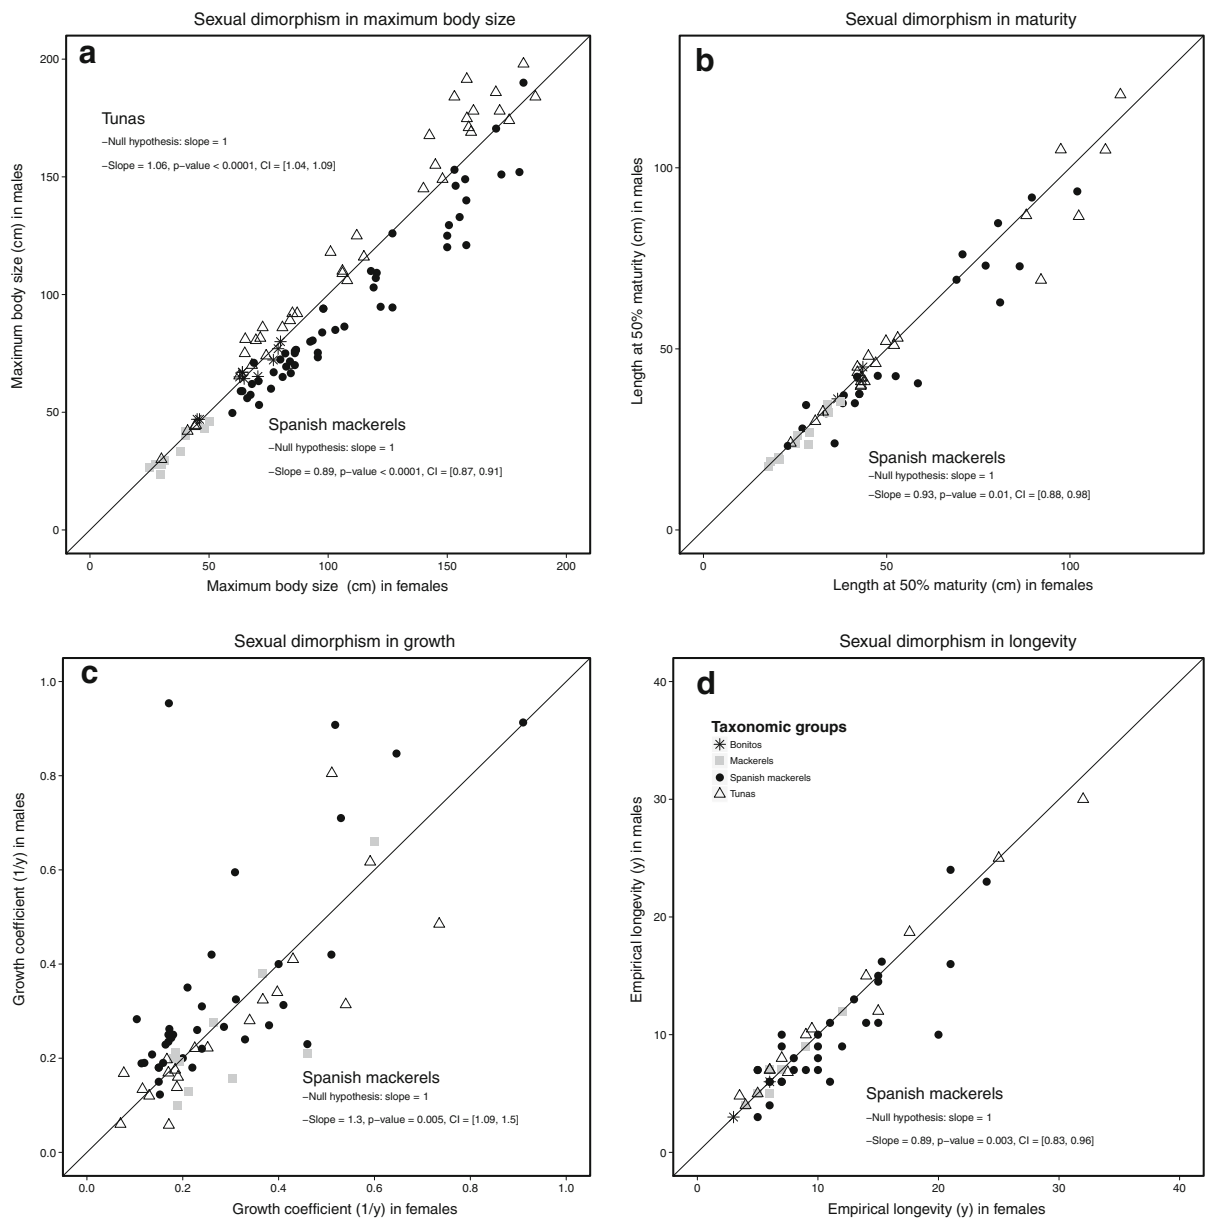 Sexual dimorphism in maximum body size
a
200
150
100
50
0
Maximum body size (cm) in males
Tunas
−Null hypothesis: slope = 1
−Slope = 1.06, p−value < 0.0001, CI = [1.04, 1.09]
Spanish mackerels
−Null hypothesis: slope = 1
−Slope = 0.89, p−value < 0.0001, CI = [0.87, 0.91]
0 50 100 150 200
Maximum body size (cm) in females
Sexual dimorphism in maturity
b
100
50
0
Length at 50% maturity (cm) in males
Spanish mackerels
−Null hypothesis: slope = 1
−Slope = 0.93, p−value = 0.01, CI = [0.88, 0.98]
0 50 100
Length at 50% maturity (cm) in females
Sexual dimorphism in growth
c
1.0
0.8
0.6
0.4
0.2
0.0
Growth coefficient (1/y) in males
Spanish mackerels
−Null hypothesis: slope = 1
−Slope = 1.3, p−value = 0.005, CI = [1.09, 1.5]
0.0 0.2 0.4 0.6 0.8 1.0
Growth coefficient (1/y) in females
Sexual dimorphism in longevity
d
40
30
20
10
0
Empirical longevity (y) in males
Taxonomic groups
Bonitos
Mackerels
Spanish mackerels
Tunas
Spanish mackerels
−Null hypothesis: slope = 1
−Slope = 0.89, p−value = 0.003, CI = [0.83, 0.96]
0 10 20 30 40
Empirical longevity (y) in females